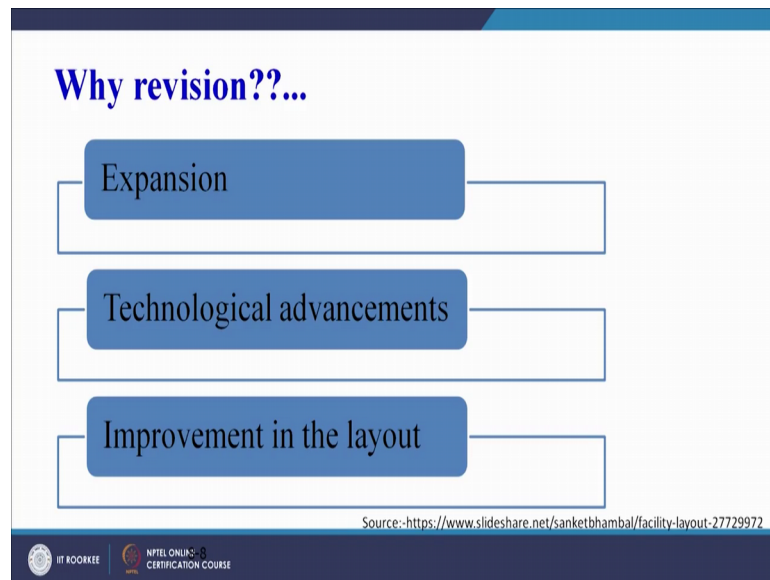 Why revision??...
Expansion
Technological advancements
Improvement in the layout
Source:-https://www.slideshare.net/sanketbhambal/facility-layout-27729972
IIT ROORKEE
NPTEL ONLINE
CERTIFICATION COURSE